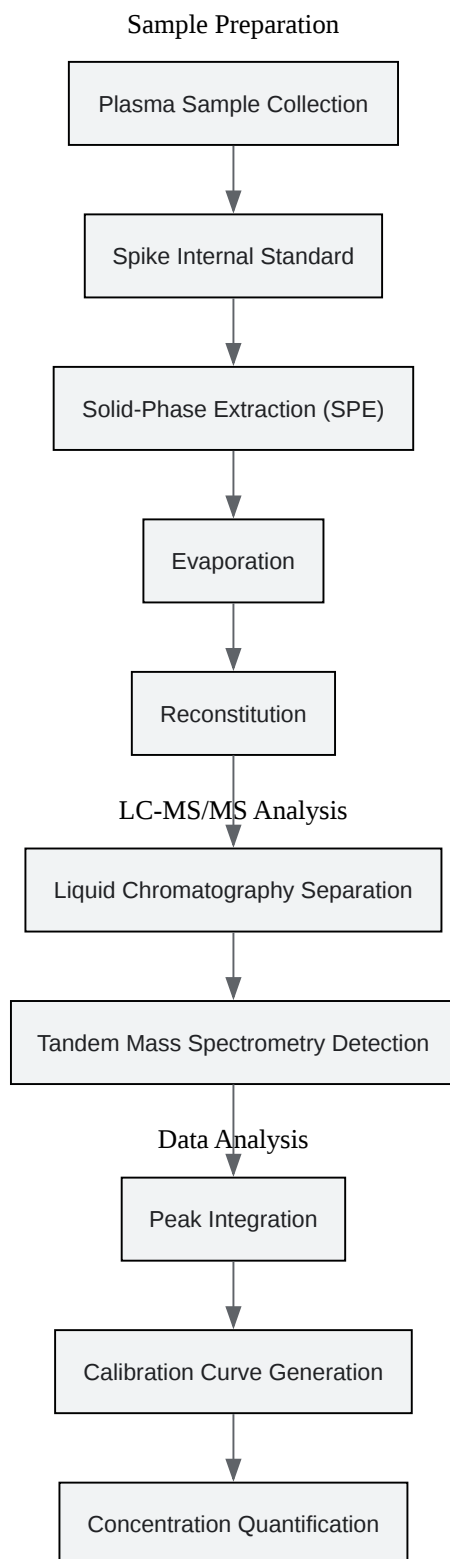 Sample Preparation
Plasma Sample Collection
Spike Internal Standard
Solid-Phase Extraction (SPE)
Evaporation
Reconstitution
LC-MS/MS Analysis
Liquid Chromatography Separation
Tandem Mass Spectrometry Detection
Data Analysis
Peak Integration
Calibration Curve Generation
Concentration Quantification